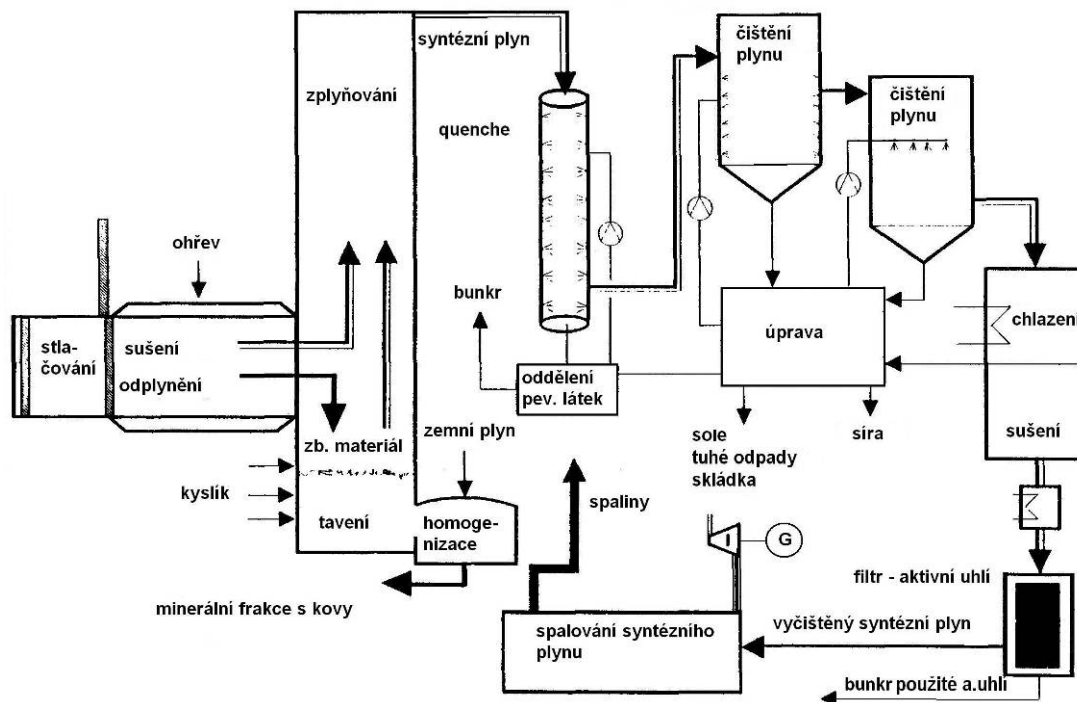 syntézní plyn
zplyňování
quenche
čištění
plynu
čištění
plynu
ohřev
stla-
čování
sušení
odplynění
bunkr
oddělení
pev. látek
úprava
chlazení
sušení
zb. materiál
zemní plyn
kyslík
tavení
homoge-
nizace
sole
tuhé odpady
skládka
síra
spaliny
I
G
minerální frakce s kovy
filtr - aktivní uhlí
vyčištěný syntézní plyn
spalování syntézního
plynu
bunkr použité a.uhlí